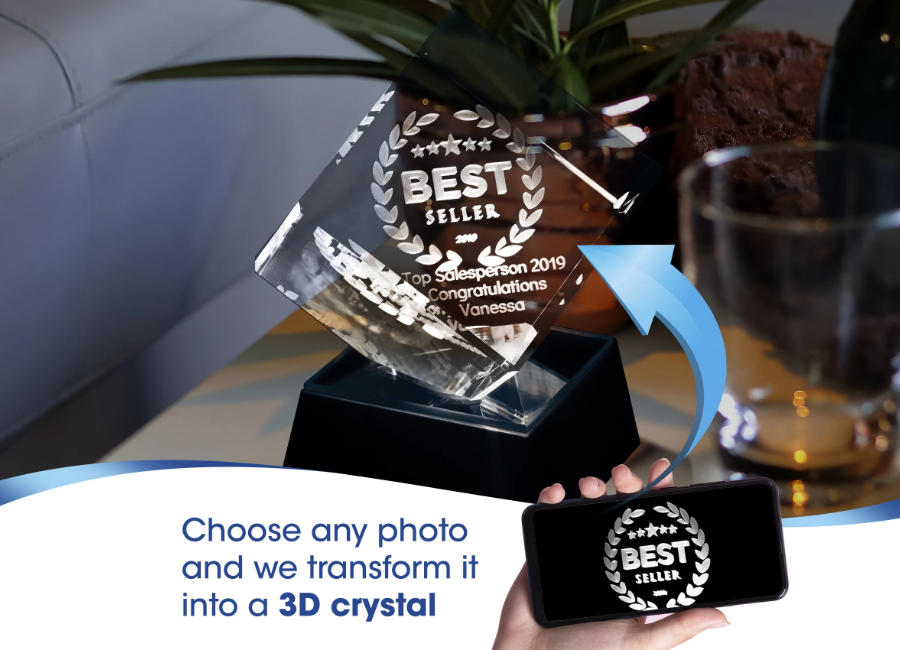 BEST
SELLER
2019
Top Salesperson 2019
Congratulations
Vanessa
Choose any photo
and we transform it
into a 3D crystal
BEST
SELLER